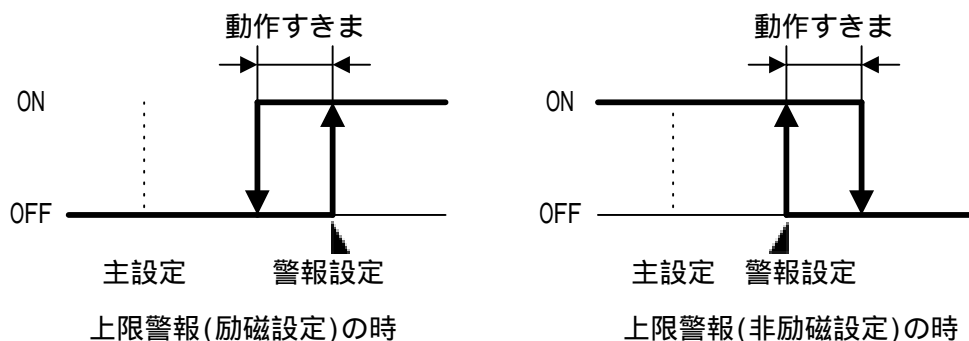 動作すきま
ON
OFF
主設定
警報設定
上限警報(励磁設定)の時
動作すきま
ON
OFF
主設定
警報設定
上限警報(非励磁設定)の時